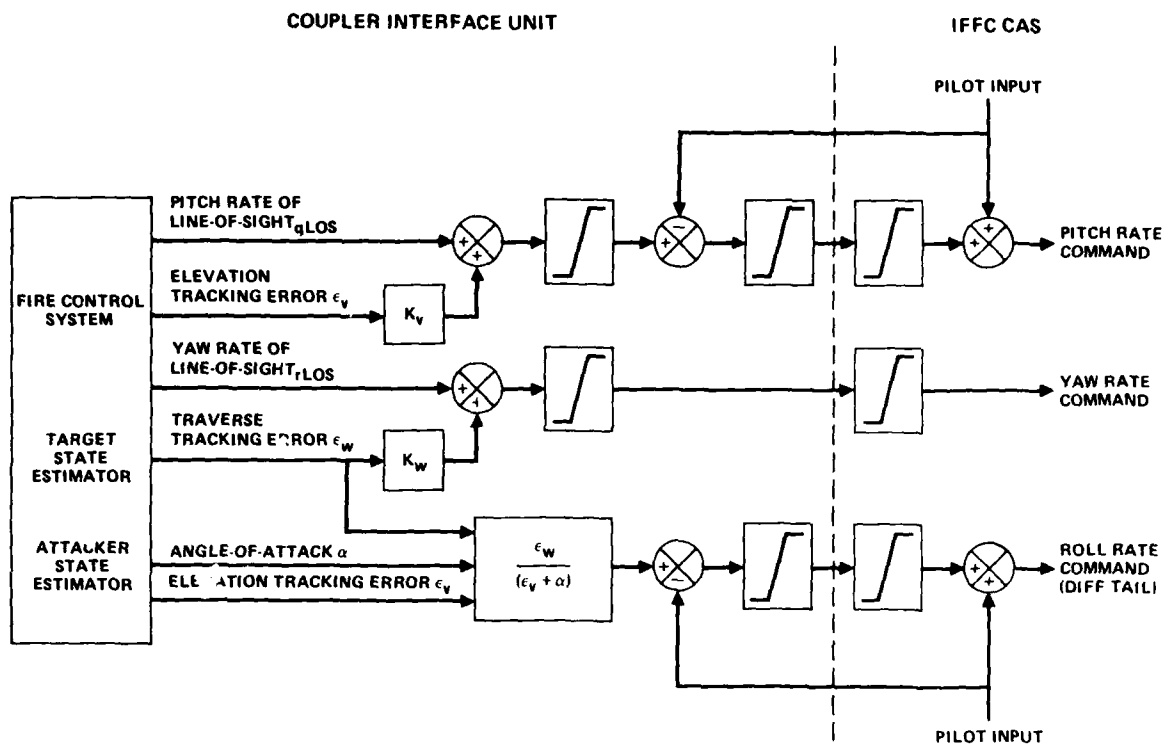 COUPLER INTERFACE UNIT
IFFC CAS
PILOT INPUT
PITCH RATE OF
LINE-OF-SIGHT qLOS
ELEVATION
TRACKING ERROR εv
Kv
PITCH RATE
COMMAND
FIRE CONTROL
SYSTEM
YAW RATE OF
LINE-OF-SIGHT rLOS
TRAVERSE
TRACKING ERROR εw
Kw
YAW RATE
COMMAND
TARGET
STATE
ESTIMATOR
ATTACKER
STATE
ESTIMATOR
ANGLE-OF-ATTACK α
TRACKING ERROR εv
εw
(εv + α)
ROLL RATE
COMMAND
(DIFF TAIL)
PILOT INPUT
+
+
+
−
+
+
+
+
+
−
+
+